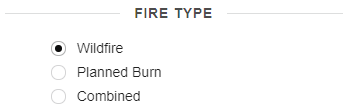 FIRE TYPE
Wildfire
Planned Burn
Combined